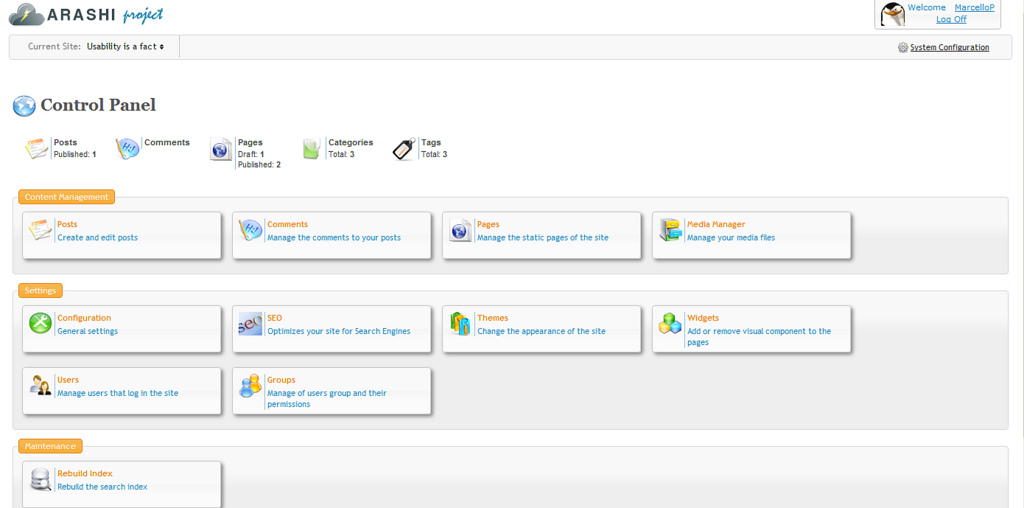 ARASHI project
Welcome MarcelloP
Log Off
Current Site: Usability is a fact
System Configuration
Control Panel
Posts
Published: 1
Comments
Pages
Draft: 1
Published: 2
Categories
Total: 3
Tags
Total: 3
Content Management
Posts
Create and edit posts
Comments
Manage the comments to your posts
Pages
Manage the static pages of the site
Media Manager
Manage your media files
Settings
Configuration
General settings
SEO
Optimizes your site for Search Engines
Themes
Change the appearance of the site
Widgets
Add or remove visual component to the
pages
Users
Manage users that log in the site
Groups
Manage of users group and their
permissions
Maintenance
Rebuild Index
Rebuild the search index